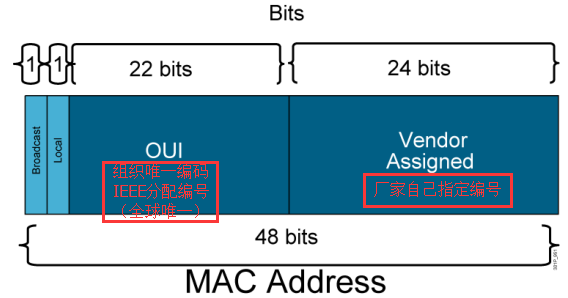 Bits
1 1 22 bits 24 bits
Broadcast
Local
OUI
组织唯一编码
IEEE分配编号
（全球唯一）
Vendor
Assigned
厂家自己指定编号
48 bits
MAC Address